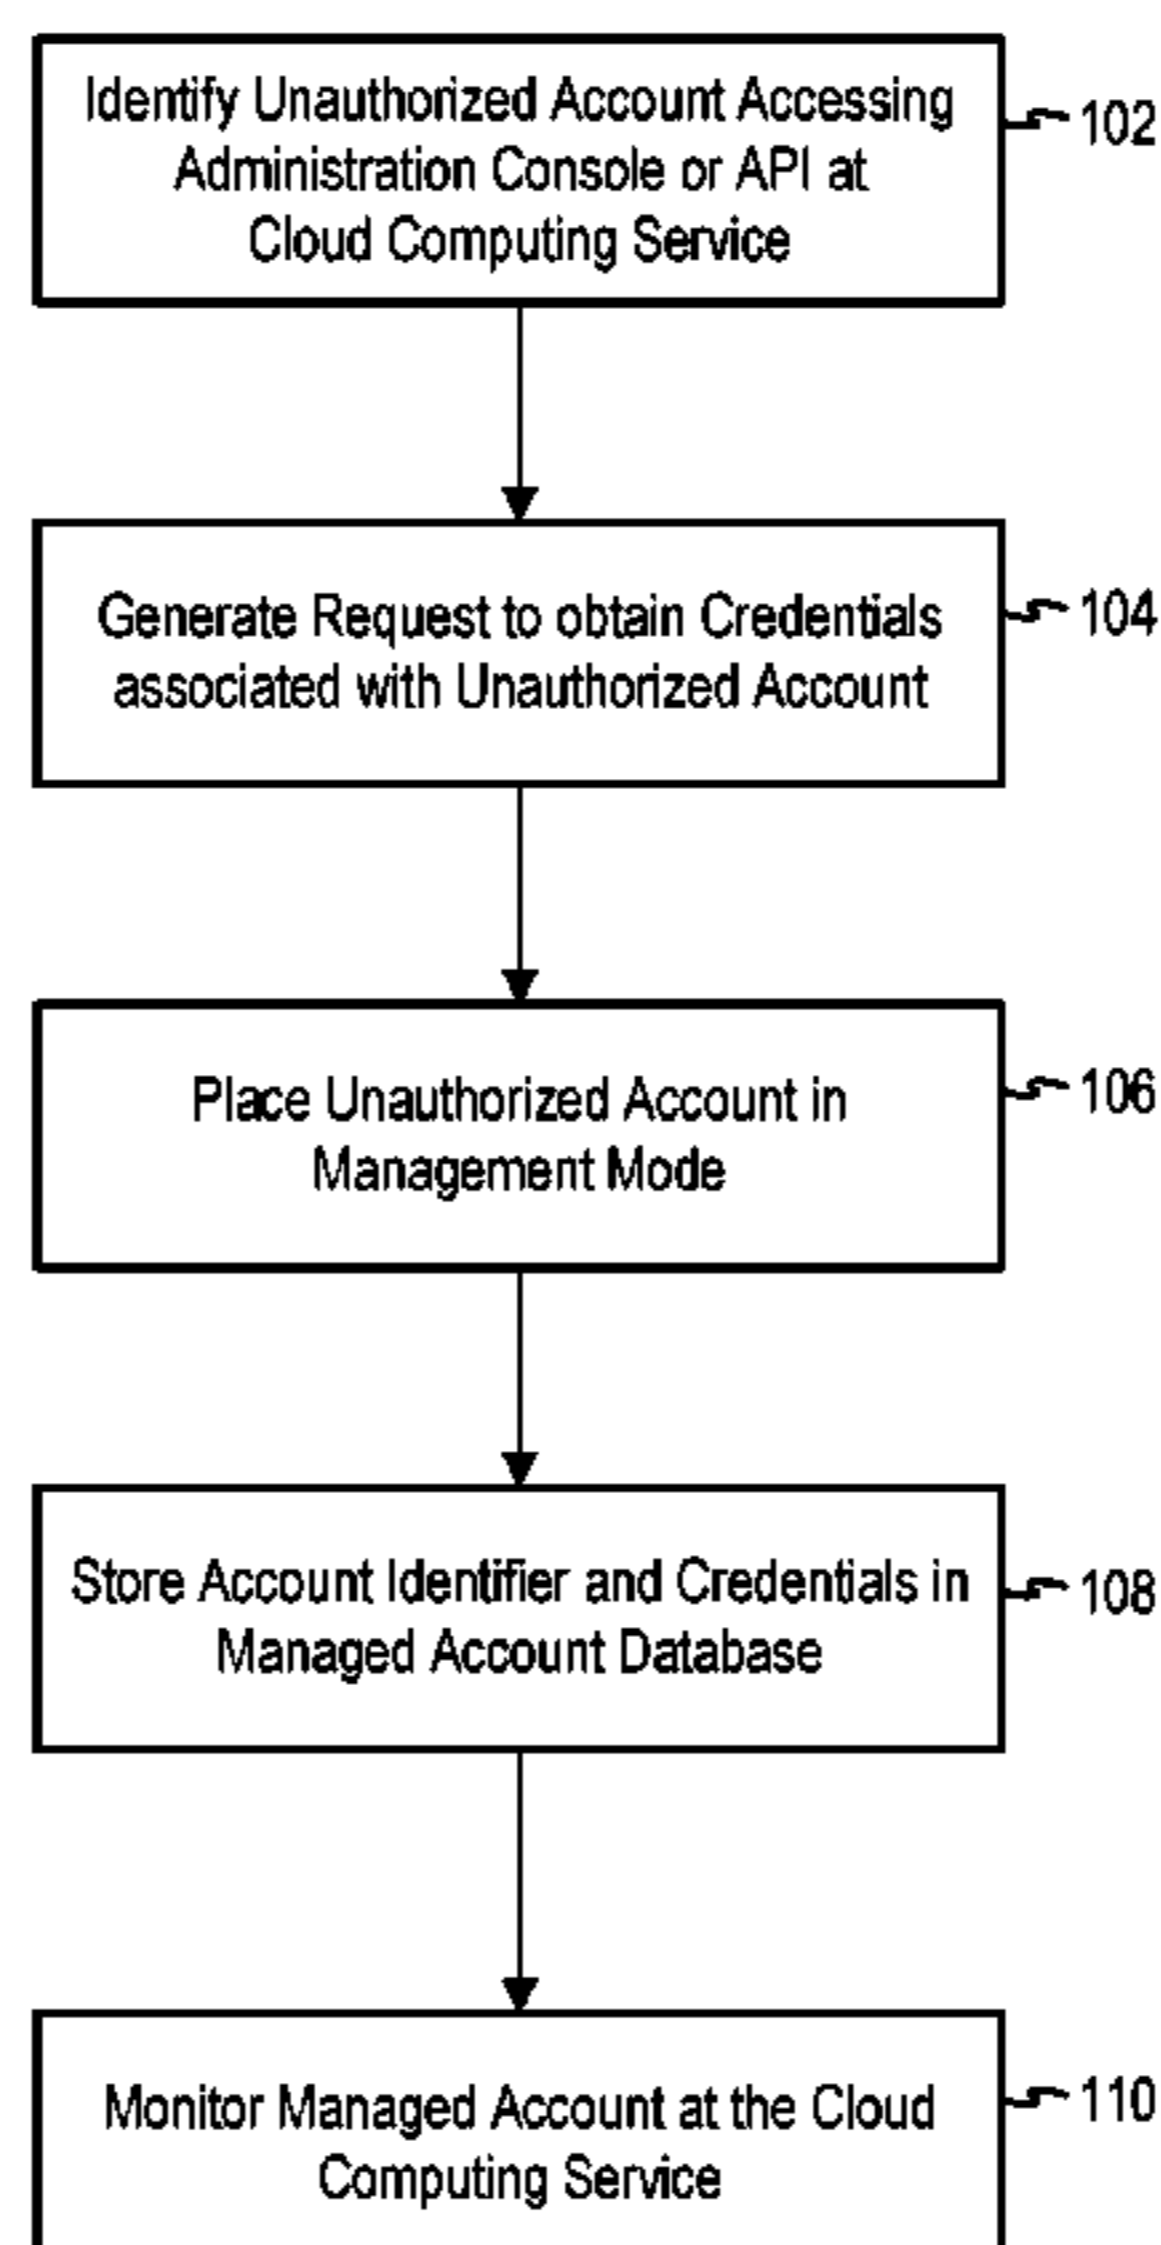 Identify Unauthorized Account Accessing
Administration Console or API at
Cloud Computing Service
102
Generate Request to obtain Credentials
associated with Unauthorized Account
104
Place Unauthorized Account in
Management Mode
106
Store Account Identifier and Credentials in
Managed Account Database
108
Monitor Managed Account at the Cloud
Computing Service
110